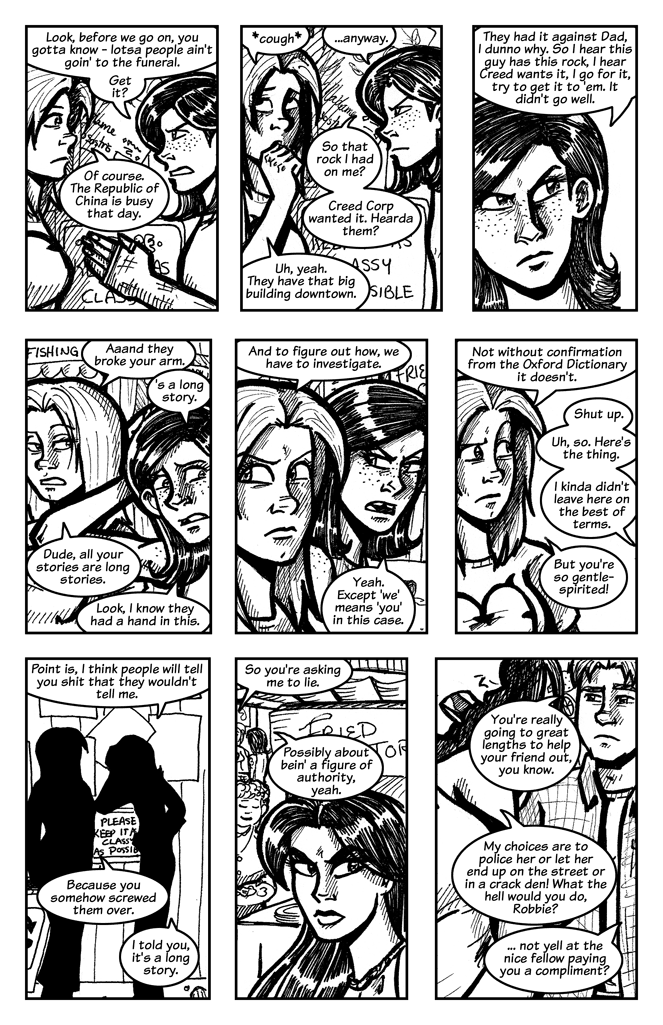 Look, before we go on, you
gotta know - lotsa people ain't
goin' to the funeral.
Get
it?
Of course.
The Republic of
China is busy
that day.
AS
CLAS
*cough*
...anyway.
So that
rock I had
on me?
Creed Corp
wanted it. Hearda
them?
Uh, yeah.
They have that big
building downtown.
AS
ASSY
SIBLE
They had it against Dad,
I dunno why. So I hear this
guy has this rock, I hear
Creed wants it, I go for it,
try to get it to 'em. It
didn't go well.
FISHING
Aaand they
broke your arm.
's a long
story.
Dude, all your
stories are long
stories.
Look, I know they
had a hand in this.
And to figure out how, we
have to investigate.
FRIE
Yeah.
Except 'we'
means 'you'
in this case.
Not without confirmation
from the Oxford Dictionary
it doesn't.
Shut up.
Uh, so. Here's
the thing.
I kinda didn't
leave here on
the best of
terms.
But you're
so gentle-
spirited!
Point is, I think people will tell
you shit that they wouldn't
tell me.
PLEASE
KEEP IT A
CLASSY
AS POSSIB
Because you
somehow screwed
them over.
I told you,
it's a long
story.
So you're asking
me to lie.
FRIED
TOR
Possibly about
bein' a figure of
authority,
yeah.
You're really
going to great
lengths to help
your friend out,
you know.
My choices are to
police her or let her
end up on the street or
in a crack den! What the
hell would you do,
Robbie?
... not yell at the
nice fellow paying
you a compliment?